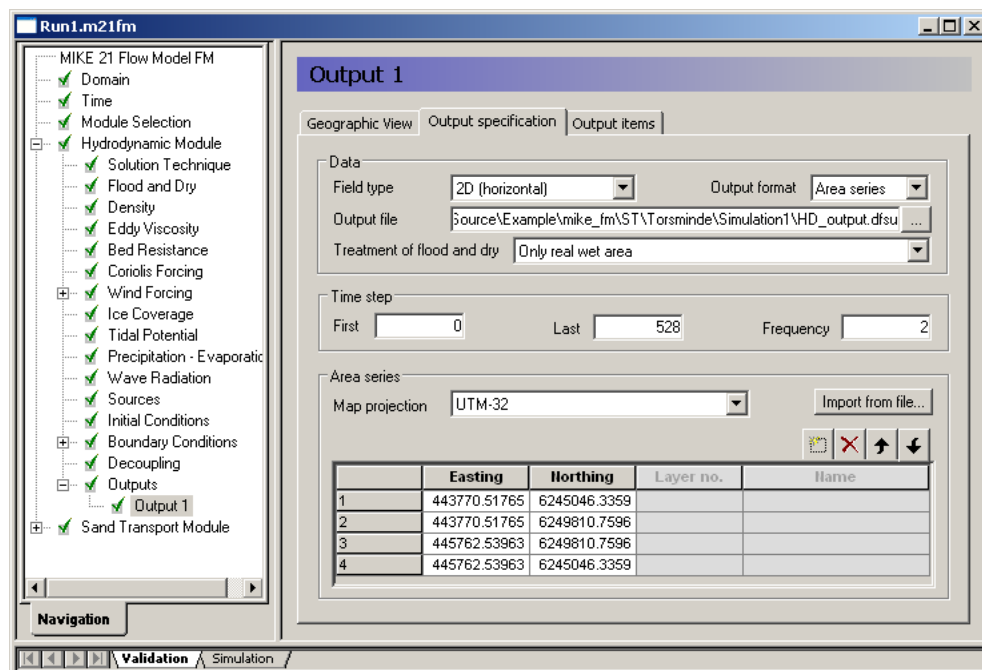 Run1.m21fm
MIKE 21 Flow Model FM
Domain
Time
Module Selection
Hydrodynamic Module
Solution Technique
Flood and Dry
Density
Eddy Viscosity
Bed Resistance
Coriolis Forcing
Wind Forcing
Ice Coverage
Tidal Potential
Precipitation - Evaporatic
Wave Radiation
Sources
Initial Conditions
Boundary Conditions
Decoupling
Outputs
Output 1
Sand Transport Module
Navigation
Output 1
Geographic View Output specification Output items
Data
Field type 2D (horizontal) Output format Area series
Output file Source\Example\mike_fm\ST\Torsminde\Simulation1\HD_output.dfsu ...
Treatment of flood and dry Only real wet area
Time step
First 0 Last 528 Frequency 2
Area series
Map projection UTM-32 Import from file...
Easting Northing Layer no. Name
1 443770.51765 6245046.3359
2 443770.51765 6249810.7596
3 445762.53963 6249810.7596
4 445762.53963 6245046.3359
Validation Simulation